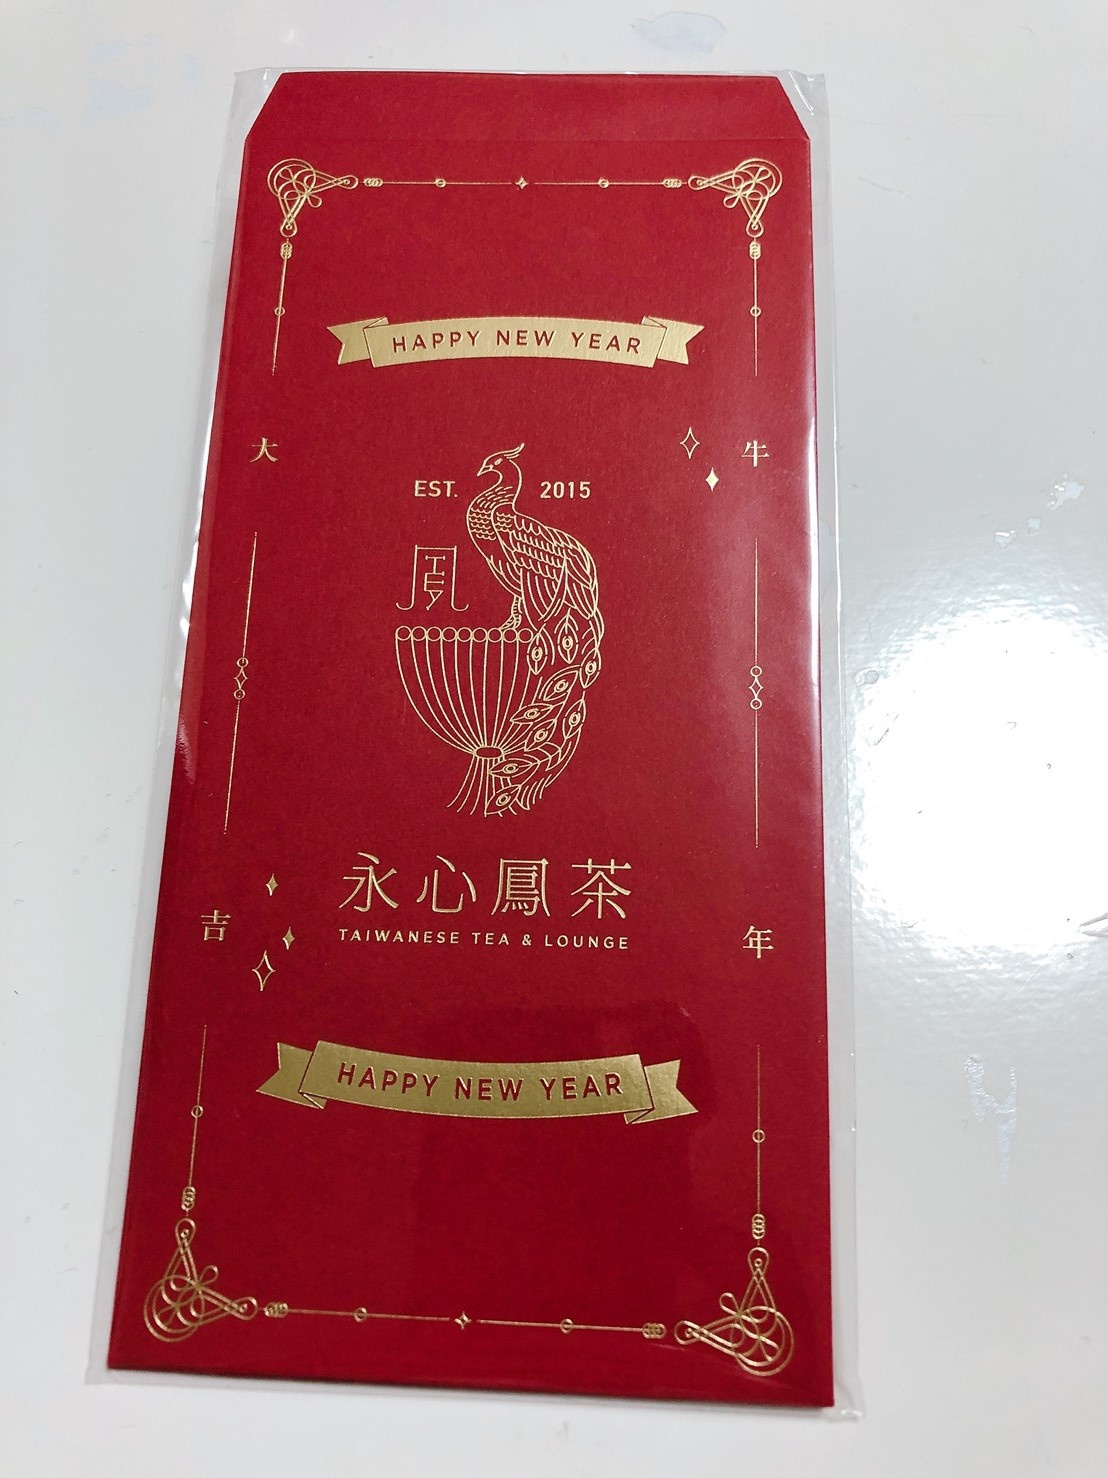 HAPPY NEW YEAR
牛年
大吉
EST. 2015
永心鳳茶
TAIWANESE TEA & LOUNGE
HAPPY NEW YEAR